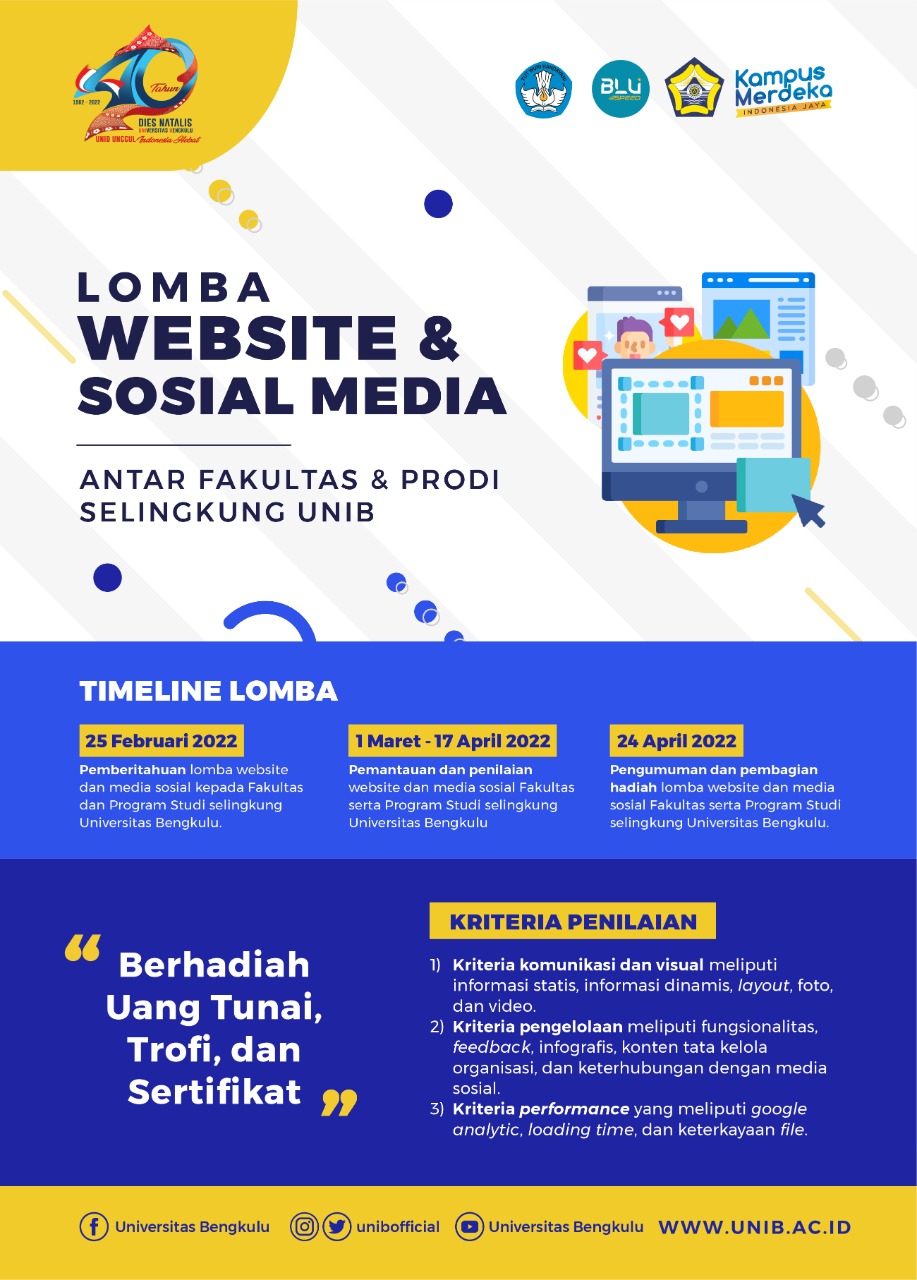 40 Tahun
1982 - 2022
DIES NATALIS
UNIVERSITAS BENGKULU
UNIB UNGGUL Indonesia Hebat
TUT WURI HANDAYANI
BLU
SPEED
Kampus
Merdeka
INDONESIA JAYA
LOMBA
WEBSITE &
SOSIAL MEDIA
ANTAR FAKULTAS & PRODI
SELINGKUNG UNIB
TIMELINE LOMBA
25 Februari 2022
Pemberitahuan lomba website
dan media sosial kepada Fakultas
dan Program Studi selingkung
Universitas Bengkulu.
1 Maret - 17 April 2022
Pemantauan dan penilaian
website dan media sosial Fakultas
serta Program Studi selingkung
Universitas Bengkulu
24 April 2022
Pengumuman dan pembagian
hadiah lomba website dan media
sosial Fakultas serta Program Studi
selingkung Universitas Bengkulu.
“ Berhadiah
Uang Tunai,
Trofi, dan
Sertifikat ”
KRITERIA PENILAIAN
1) Kriteria komunikasi dan visual meliputi
informasi statis, informasi dinamis, layout, foto,
dan video.
2) Kriteria pengelolaan meliputi fungsionalitas,
feedback, infografis, konten tata kelola
organisasi, dan keterhubungan dengan media
sosial.
3) Kriteria performance yang meliputi google
analytic, loading time, dan keterkayaan file.
Universitas Bengkulu unibofficial Universitas Bengkulu WWW.UNIB.AC.ID